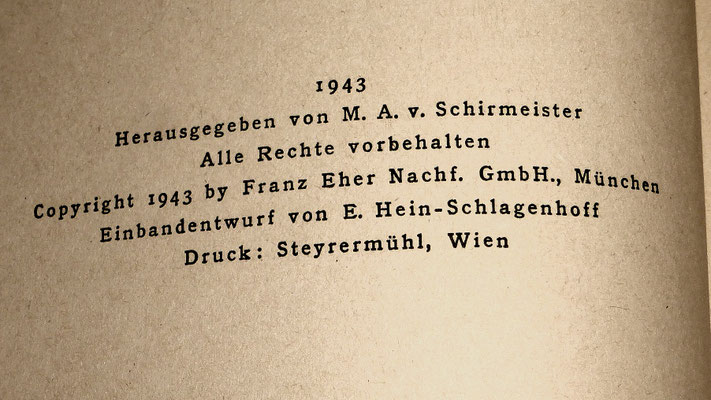 1943
Herausgegeben von M. A. v. Schirmeister
Alle Rechte vorbehalten
Copyright 1943 by Franz Eher Nachf. GmbH., München
Einbandentwurf von E. Hein-Schlagenhoff
Druck: Steyrermühl, Wien